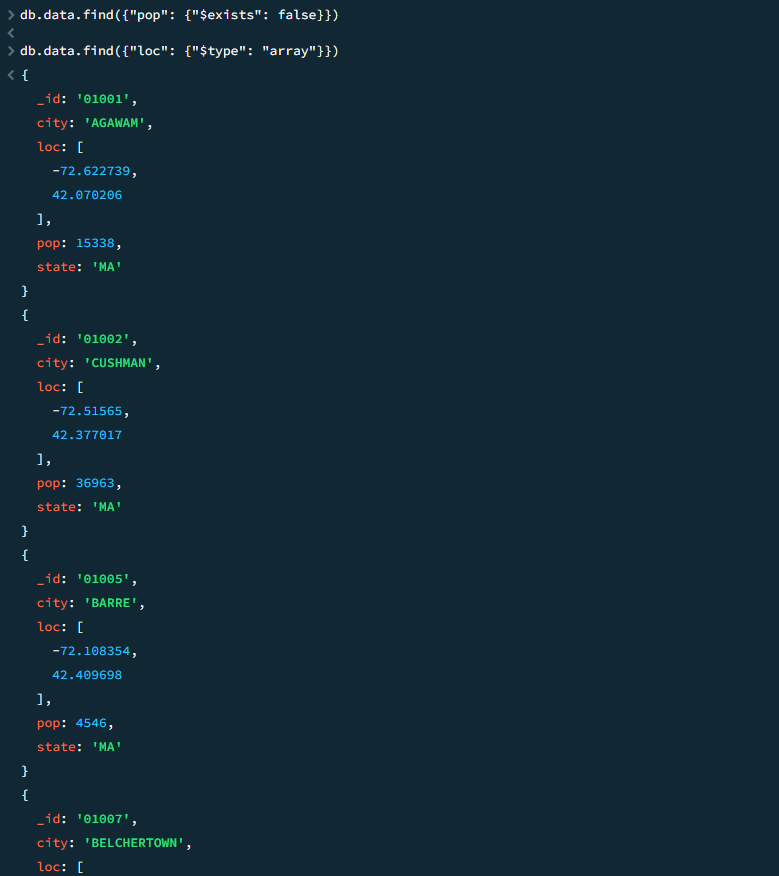 > db.data.find({"pop": {"$exists": false}})
<
> db.data.find({"loc": {"$type": "array"}})
< {
_id: '01001',
city: 'AGAWAM',
loc: [
-72.622739,
42.070206
],
pop: 15338,
state: 'MA'
}
{
_id: '01002',
city: 'CUSHMAN',
loc: [
-72.51565,
42.377017
],
pop: 36963,
state: 'MA'
}
{
_id: '01005',
city: 'BARRE',
loc: [
-72.108354,
42.409698
],
pop: 4546,
state: 'MA'
}
{
_id: '01007',
city: 'BELCHERTOWN',
loc: [